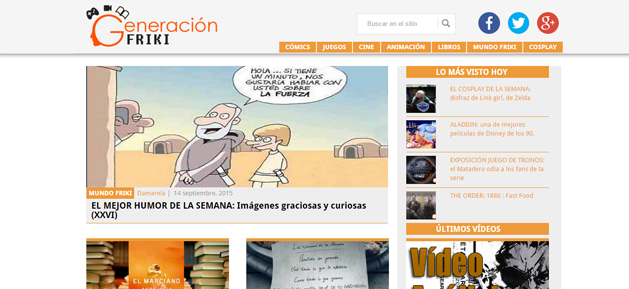 Generación
FRIKI
Buscar en el sitio
CÓMICS
JUEGOS
CINE
ANIMACIÓN
LIBROS
MUNDO FRIKI
COSPLAY
HOLA... SI TIENE
UN MINUTO, NOS
GUSTARÍA HABLAR CON
USTED SOBRE
LA FUERZA
MUNDO FRIKI Damarela | 14 septiembre, 2015
EL MEJOR HUMOR DE LA SEMANA: Imágenes graciosas y curiosas
(XXVI)
EL MARCIANO
LO MÁS VISTO HOY
EL COSPLAY DE LA SEMANA:
disfraz de Link girl, de Zelda
ALADDIN: una de mejores
películas de Disney de los 90.
EXPOSICIÓN JUEGO DE TRONOS:
el Matadero odia a los fans de la
serie
THE ORDER: 1886 : Fast Food
ÚLTIMOS VÍDEOS
Vídeo